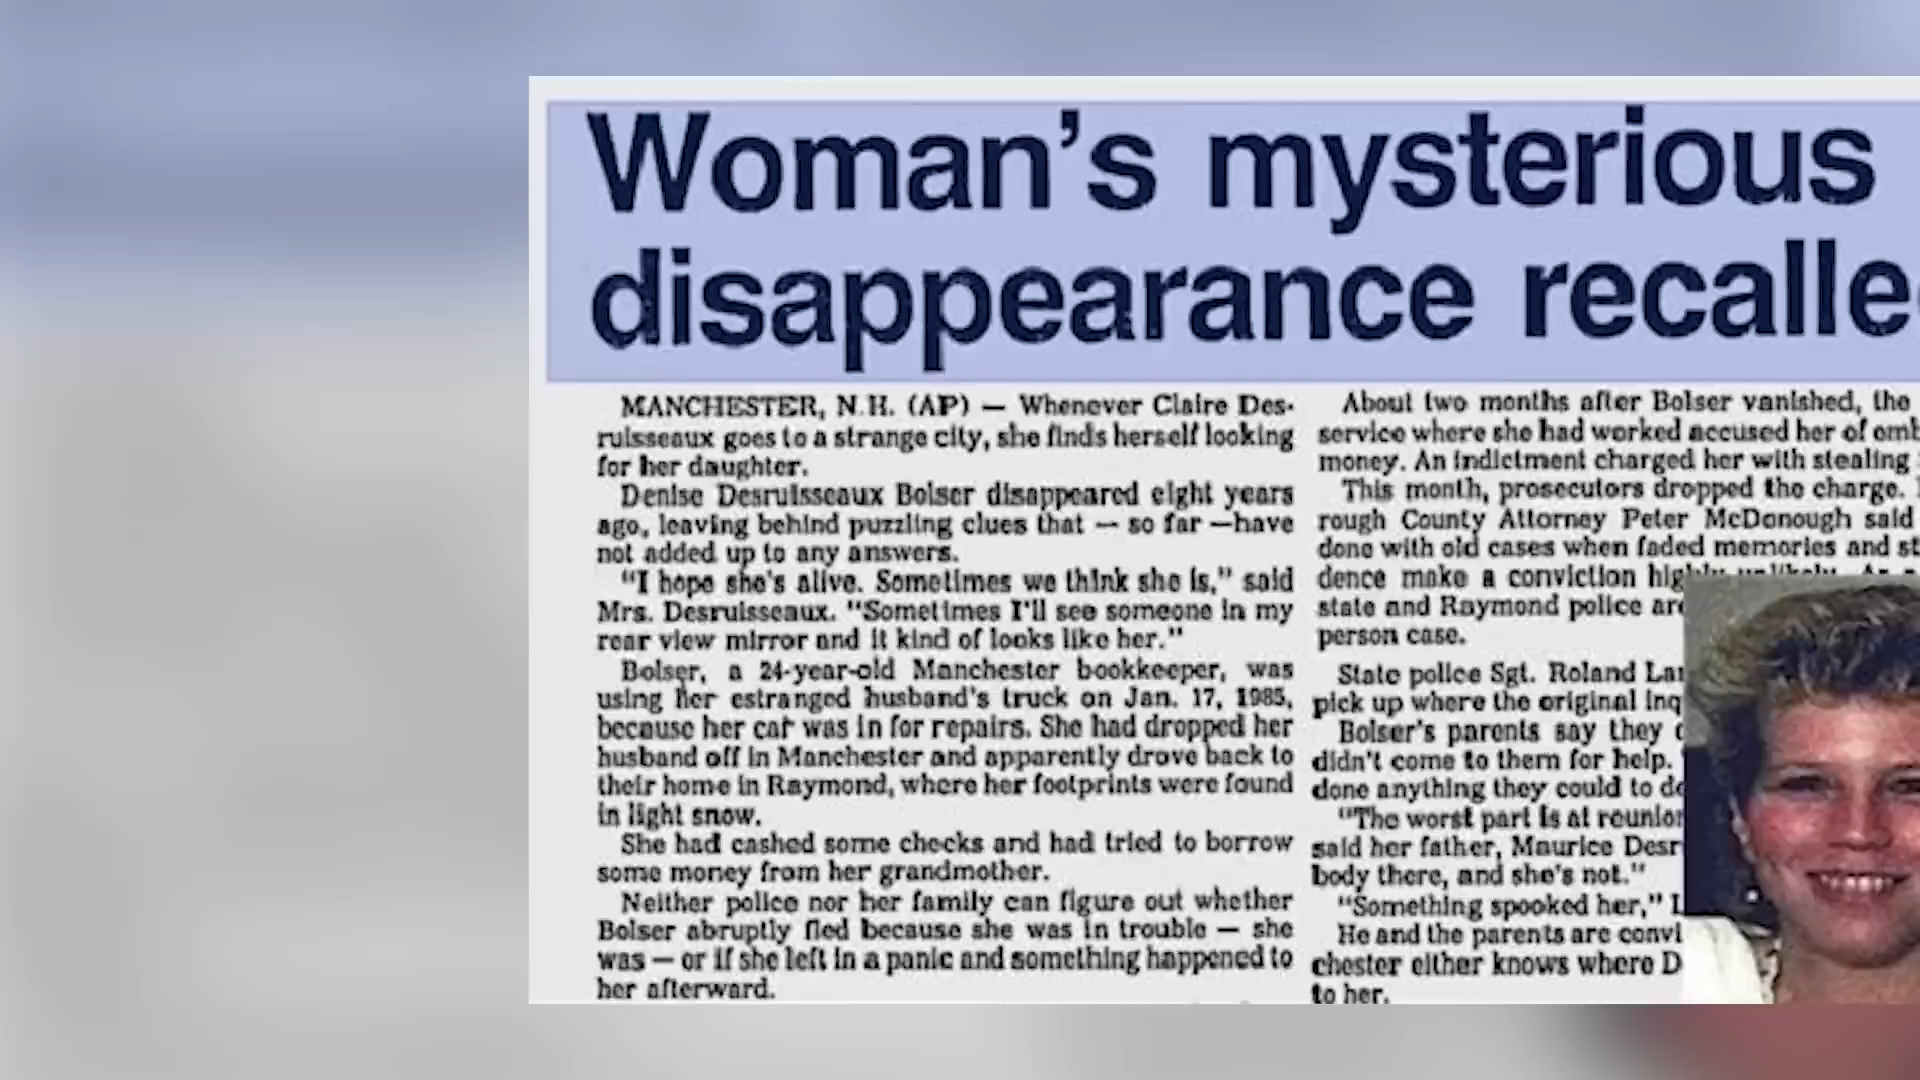 Woman's mysterious
disappearance recalle
MANCHESTER, N.H. (AP) — Whenever Claire Des-
ruisseaux goes to a strange city, she finds herself looking
for her daughter.
Denise Desruisseaux Bolser disappeared eight years
ago, leaving behind puzzling clues that — so far —have
not added up to any answers.
"I hope she's alive. Sometimes we think she is," said
Mrs. Desruisseaux. "Sometimes I'll see someone in my
rear view mirror and it kind of looks like her."
Bolser, a 24-year-old Manchester bookkeeper, was
using her estranged husband's truck on Jan. 17, 1985,
because her car was in for repairs. She had dropped her
husband off in Manchester and apparently drove back to
their home in Raymond, where her footprints were found
in light snow.
She had cashed some checks and had tried to borrow
some money from her grandmother.
Neither police nor her family can figure out whether
Bolser abruptly fled because she was in trouble — she
was — or if she left in a panic and something happened to
her afterward.
About two months after Bolser vanished, the
service where she had worked accused her of emb
money. An indictment charged her with stealing
This month, prosecutors dropped the charge.
rough County Attorney Peter McDonough said
done with old cases when faded memories and st
dence make a conviction highly unlikely.
state and Raymond police are
person case.
State police Sgt. Roland La
pick up where the original inq
Bolser's parents say they
didn't come to them for help.
done anything they could to
"The worst part is at reunion
said her father, Maurice Desr
body there, and she's not."
"Something spooked her," L
He and the parents are convi
chester either knows where D
to her.